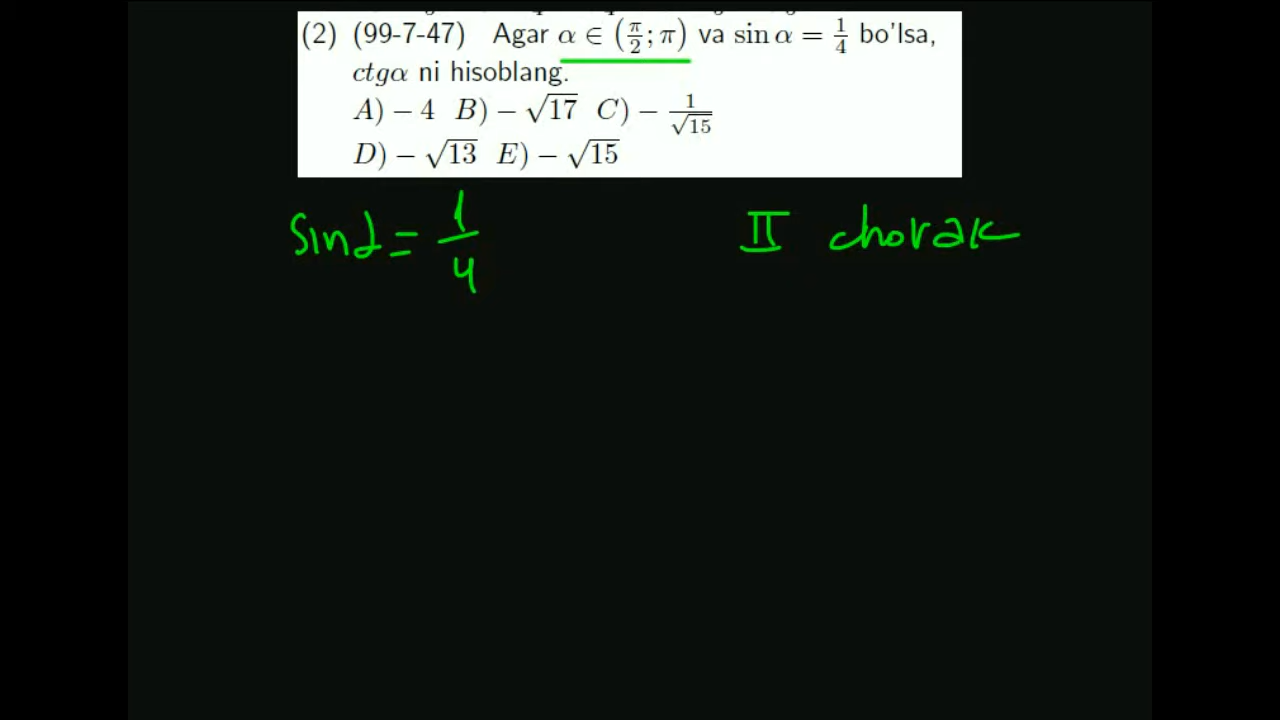 (2) (99-7-47) Agar α ∈ (π/2; π) va sin α = 1/4 bo'lsa,
ctgα ni hisoblang.
A) − 4 B) − √17 C) − 1/√15
D) − √13 E) − √15
sin α = 1/4 II chorak